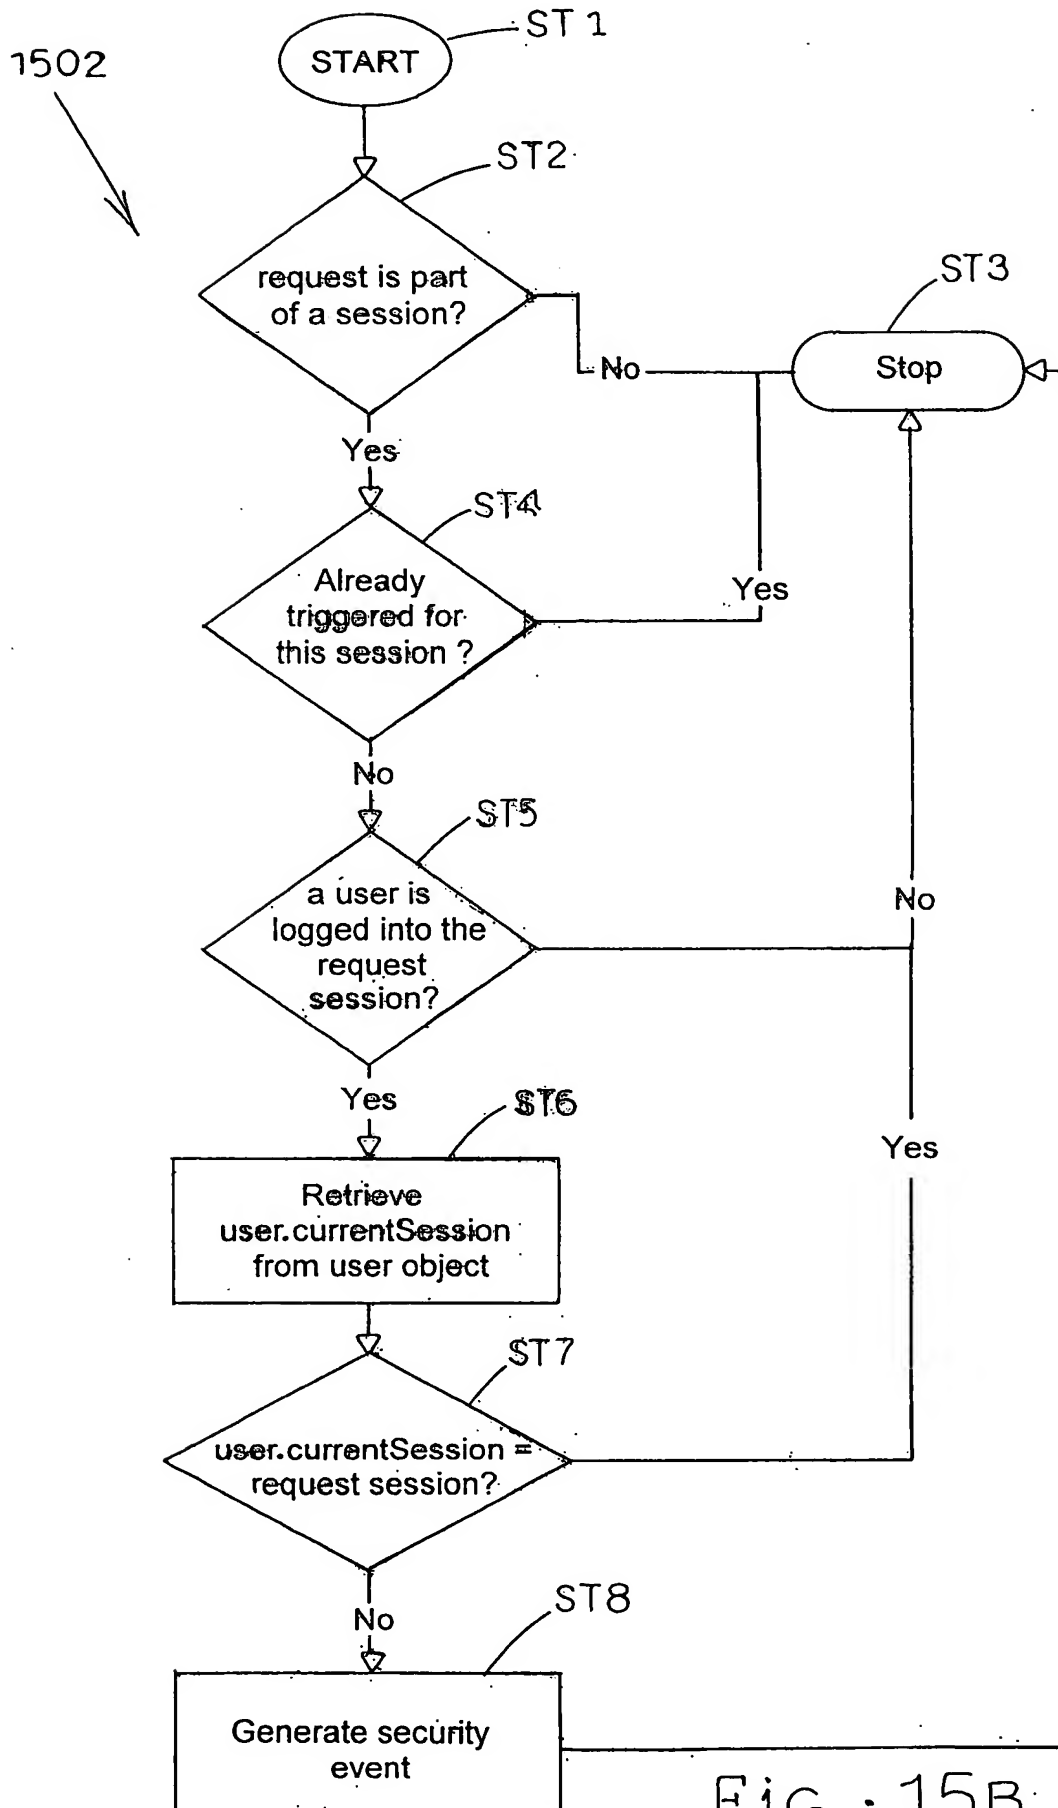 ST 1
START
1502
ST2
request is part
of a session?
ST3
Stop
No
Yes
ST4
Already
triggered for
this session ?
Yes
No
ST5
a user is
logged into the
request
session?
No
Yes
ST6
Yes
Retrieve
user.currentSession
from user object
ST7
user.currentSession =
request session?
No
ST8
Generate security
event
FIG. 15B